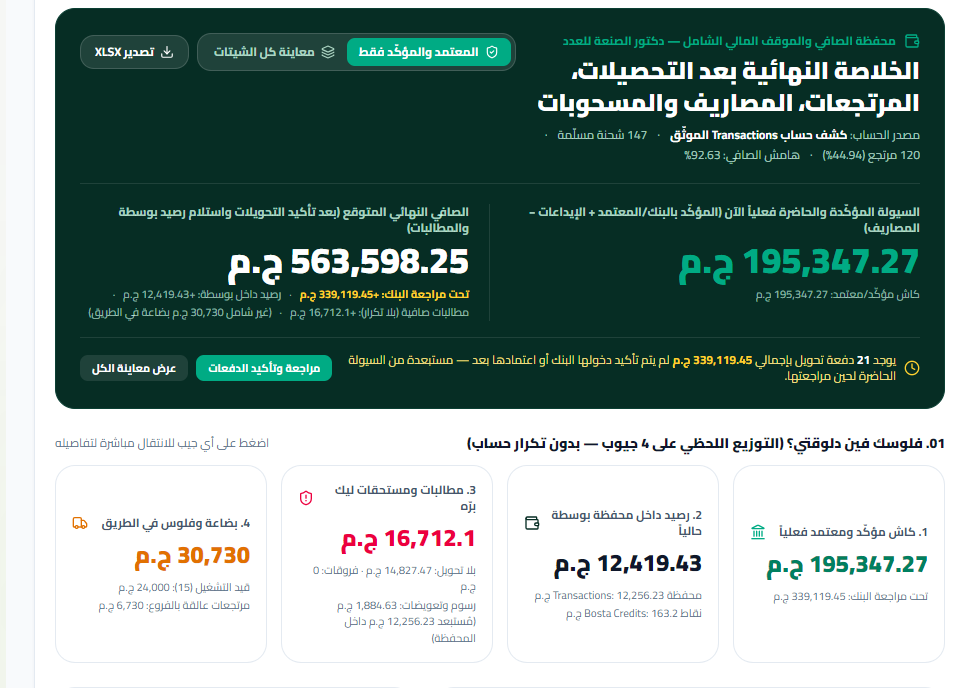 محفظة الصافي والموقف المالي الشامل — دكتور الصنعة للعدد
المعتمد والمؤكّد فقط
معاينة كل الشيتات
تصدير XLSX
الخلاصة النهائية بعد التحصيلات،
المرتجعات، المصاريف والمسحوبات
مصدر الحساب: كشف حساب Transactions الموثّق · 147 شحنة مسلّمة ·
120 مرتجع (44.94%) · هامش الصافي: 92.63%
السيولة المؤكدة والحاضرة فعلياً الآن (المؤكّد بالبنك/المعتمد + الإيداعات −
المصاريف)
195,347.27 ج.م
كاش مؤكّد/معتمد: 195,347.27 ج.م
الصافي النهائي المتوقع (بعد تأكيد التحويلات واستلام رصيد بوسطة
والمطالبات)
563,598.25 ج.م
تحت مراجعة البنك: +339,119.45 ج.م · رصيد داخل بوسطة: +12,419.43 ج.م ·
مطالبات صافية (بلا تكرار): +16,712.1 ج.م · (غير شامل 30,730 ج.م بضاعة في الطريق)
يوجد 21 دفعة تحويل بإجمالي 339,119.45 ج.م لم يتم تأكيد دخولها البنك أو اعتمادها بعد — مستبعدة من السيولة
الحاضرة لحين مراجعتها.
مراجعة وتأكيد الدفعات
عرض معاينة الكل
01. فلوسك فين دلوقتي؟ (التوزيع اللحظي على 4 جيوب — بدون تكرار حساب)
اضغط على أي جيب للانتقال مباشرة لتفاصيله
1. كاش مؤكّد ومعتمد فعلياً
195,347.27 ج.م
تحت مراجعة البنك: 339,119.45 ج.م
2. رصيد داخل محفظة بوسطة
حالياً
12,419.43 ج.م
محفظة Transactions: 12,256.23 ج.م
نقاط Bosta Credits: 163.2 ج.م
3. مطالبات ومستحقات ليك
برّه
16,712.1 ج.م
بلا تحويل: 14,827.47 ج.م · فروقات: 0
ج.م
رسوم وتعويضات: 1,884.63 ج.م
(مُستبعد 12,256.23 ج.م داخل
المحفظة)
4. بضاعة وفلوس في الطريق
30,730 ج.م
قيد التشغيل (15): 24,000 ج.م
مرتجعات عالقة بالفروع: 6,730 ج.م